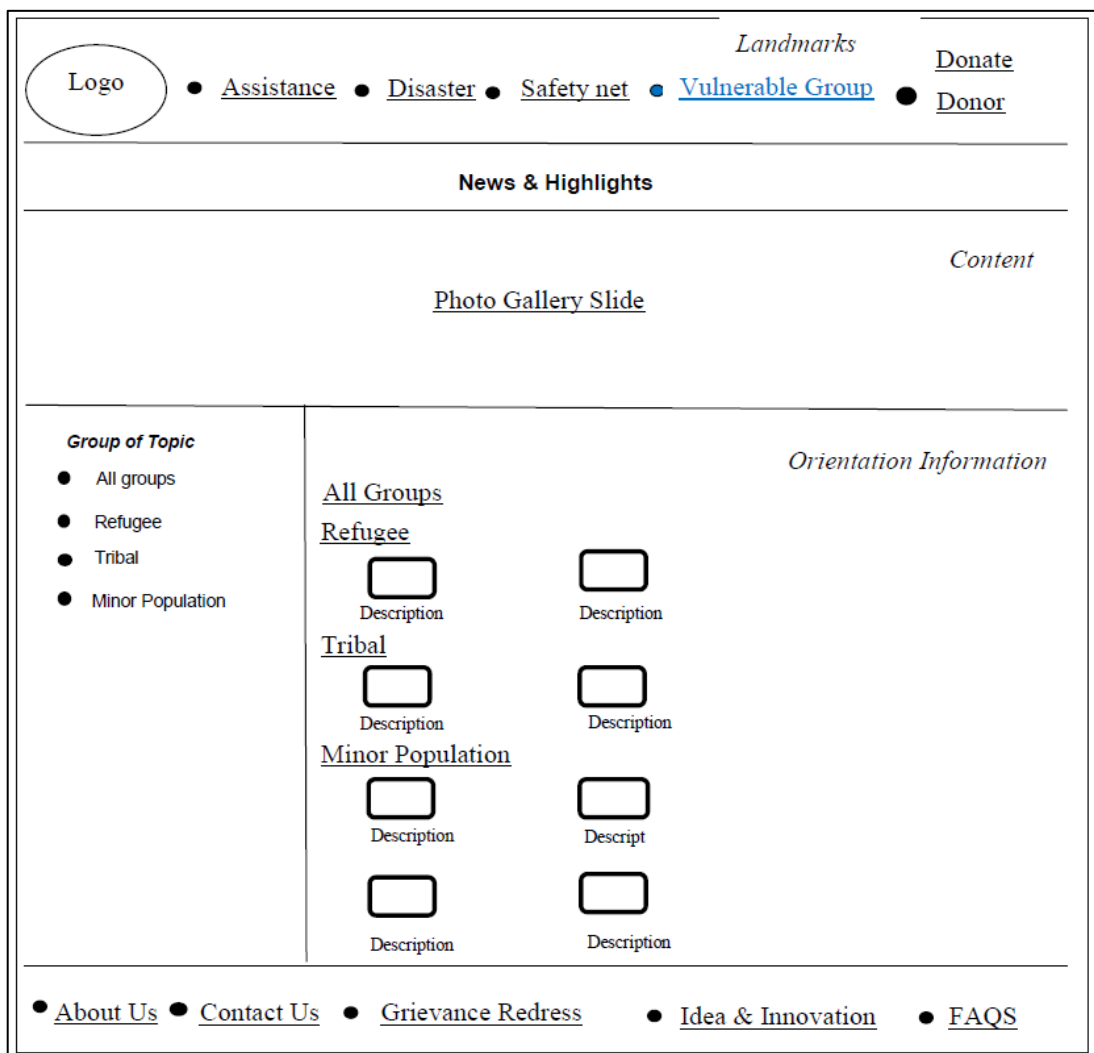 Landmarks
Logo
Assistance
Disaster
Safety net
Vulnerable Group
Donate
Donor
News & Highlights
Content
Photo Gallery Slide
Group of Topic
All groups
Refugee
Tribal
Minor Population
Orientation Information
All Groups
Refugee
Description Description
Tribal
Description Description
Minor Population
Description Descript
Description Description
About Us Contact Us Grievance Redress Idea & Innovation FAQS